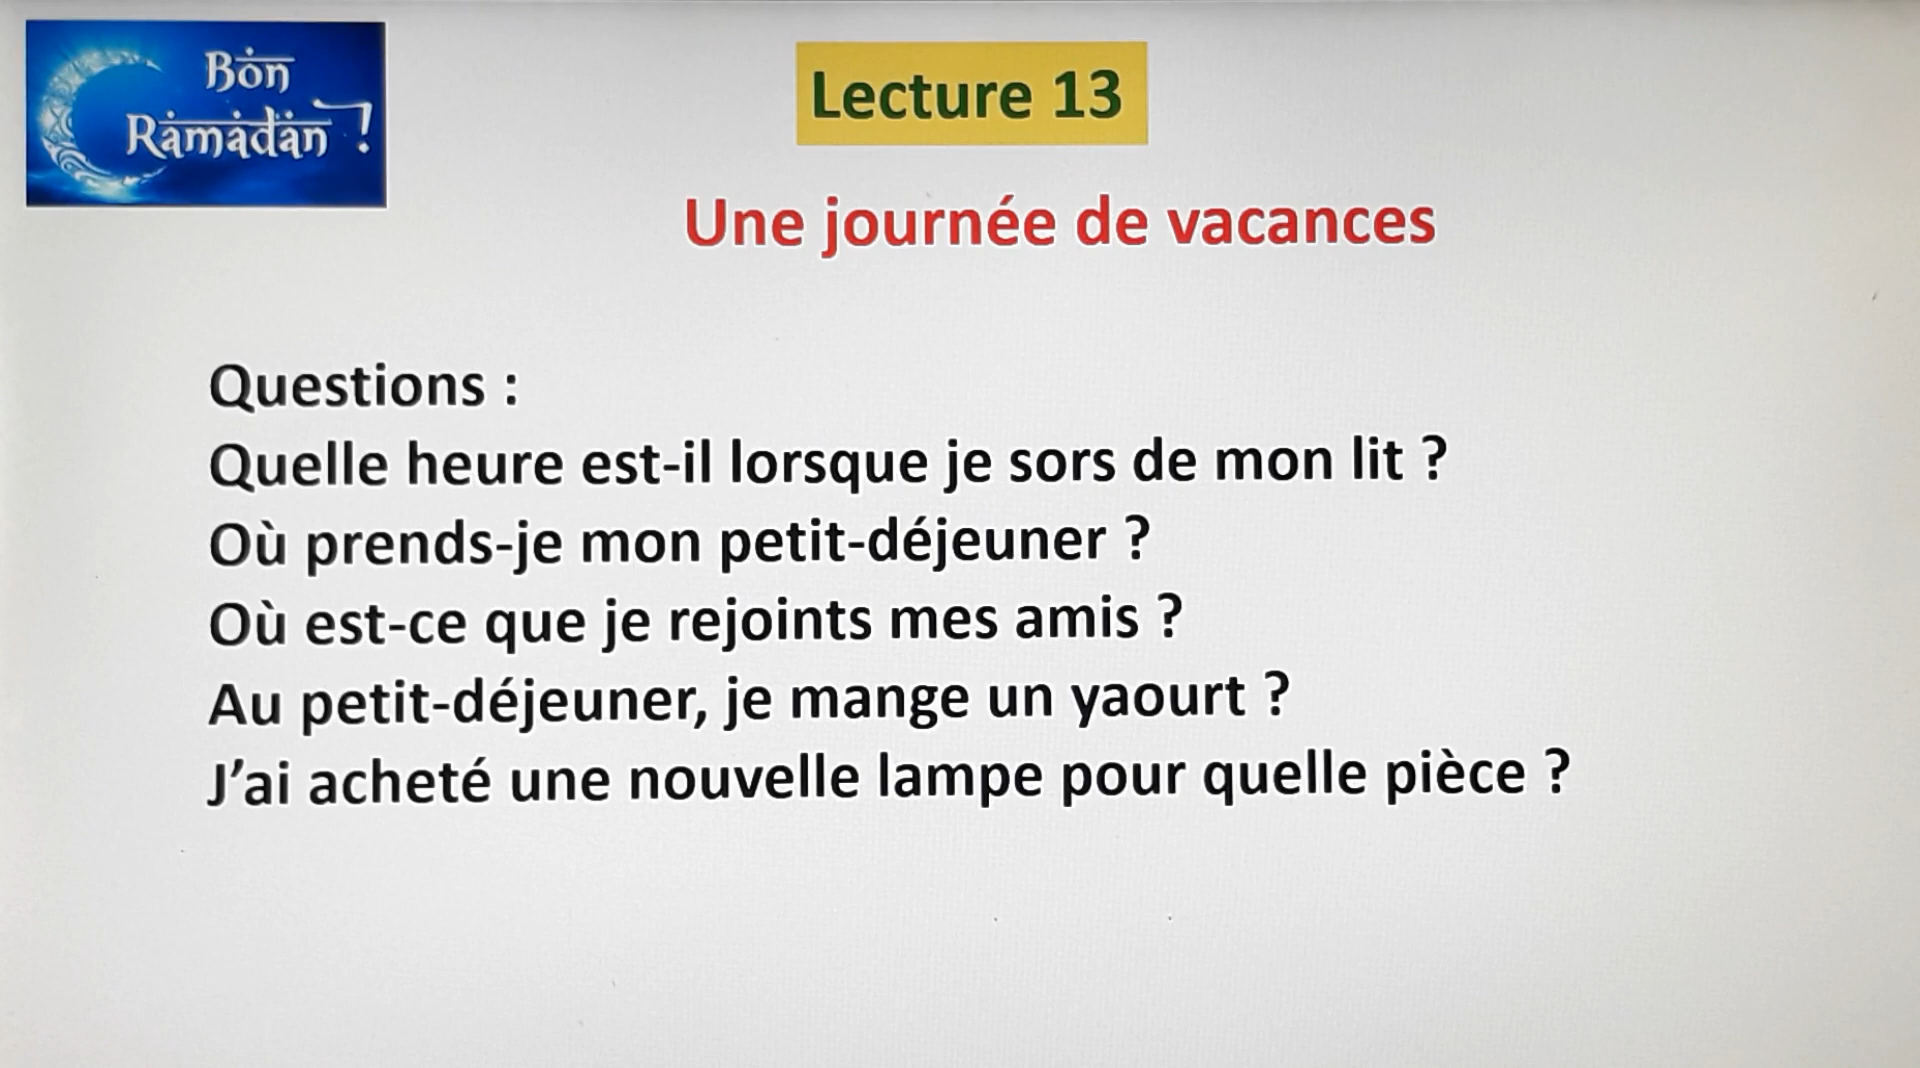 Bon
Ramadan !
Lecture 13
Une journée de vacances
Questions :
Quelle heure est-il lorsque je sors de mon lit ?
Où prends-je mon petit-déjeuner ?
Où est-ce que je rejoints mes amis ?
Au petit-déjeuner, je mange un yaourt ?
J’ai acheté une nouvelle lampe pour quelle pièce ?